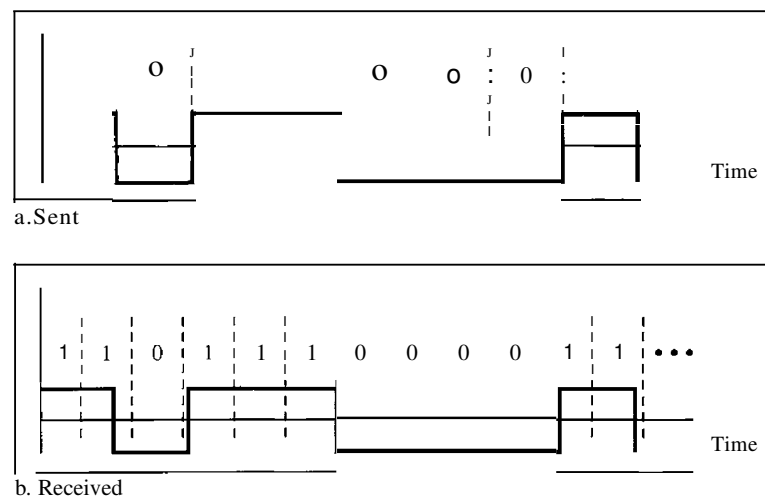 o o o : 0 :
Time
a.Sent
1 1 0 1 1 1 0 0 0 0 1 1 •••
Time
b. Received